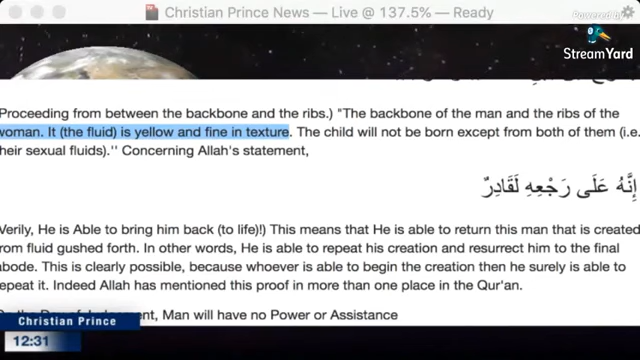 Christian Prince News — Live @ 137.5% — Ready
Powered by
StreamYard
Proceeding from between the backbone and the ribs.) "The backbone of the man and the ribs of the
woman. It (the fluid) is yellow and fine in texture. The child will not be born except from both of them (i.e.
their sexual fluids).'' Concerning Allah's statement,
إِنَّهُ عَلَى رَجْعِهِ لَقَادِرٌ
Verily, He is Able to bring him back (to life)!) This means that He is able to return this man that is created
from fluid gushed forth. In other words, He is able to repeat his creation and resurrect him to the final
abode. This is clearly possible, because whoever is able to begin the creation then he surely is able to
repeat it. Indeed Allah has mentioned this proof in more than one place in the Qur'an.
Man will have no Power or Assistance
Christian Prince
12:31